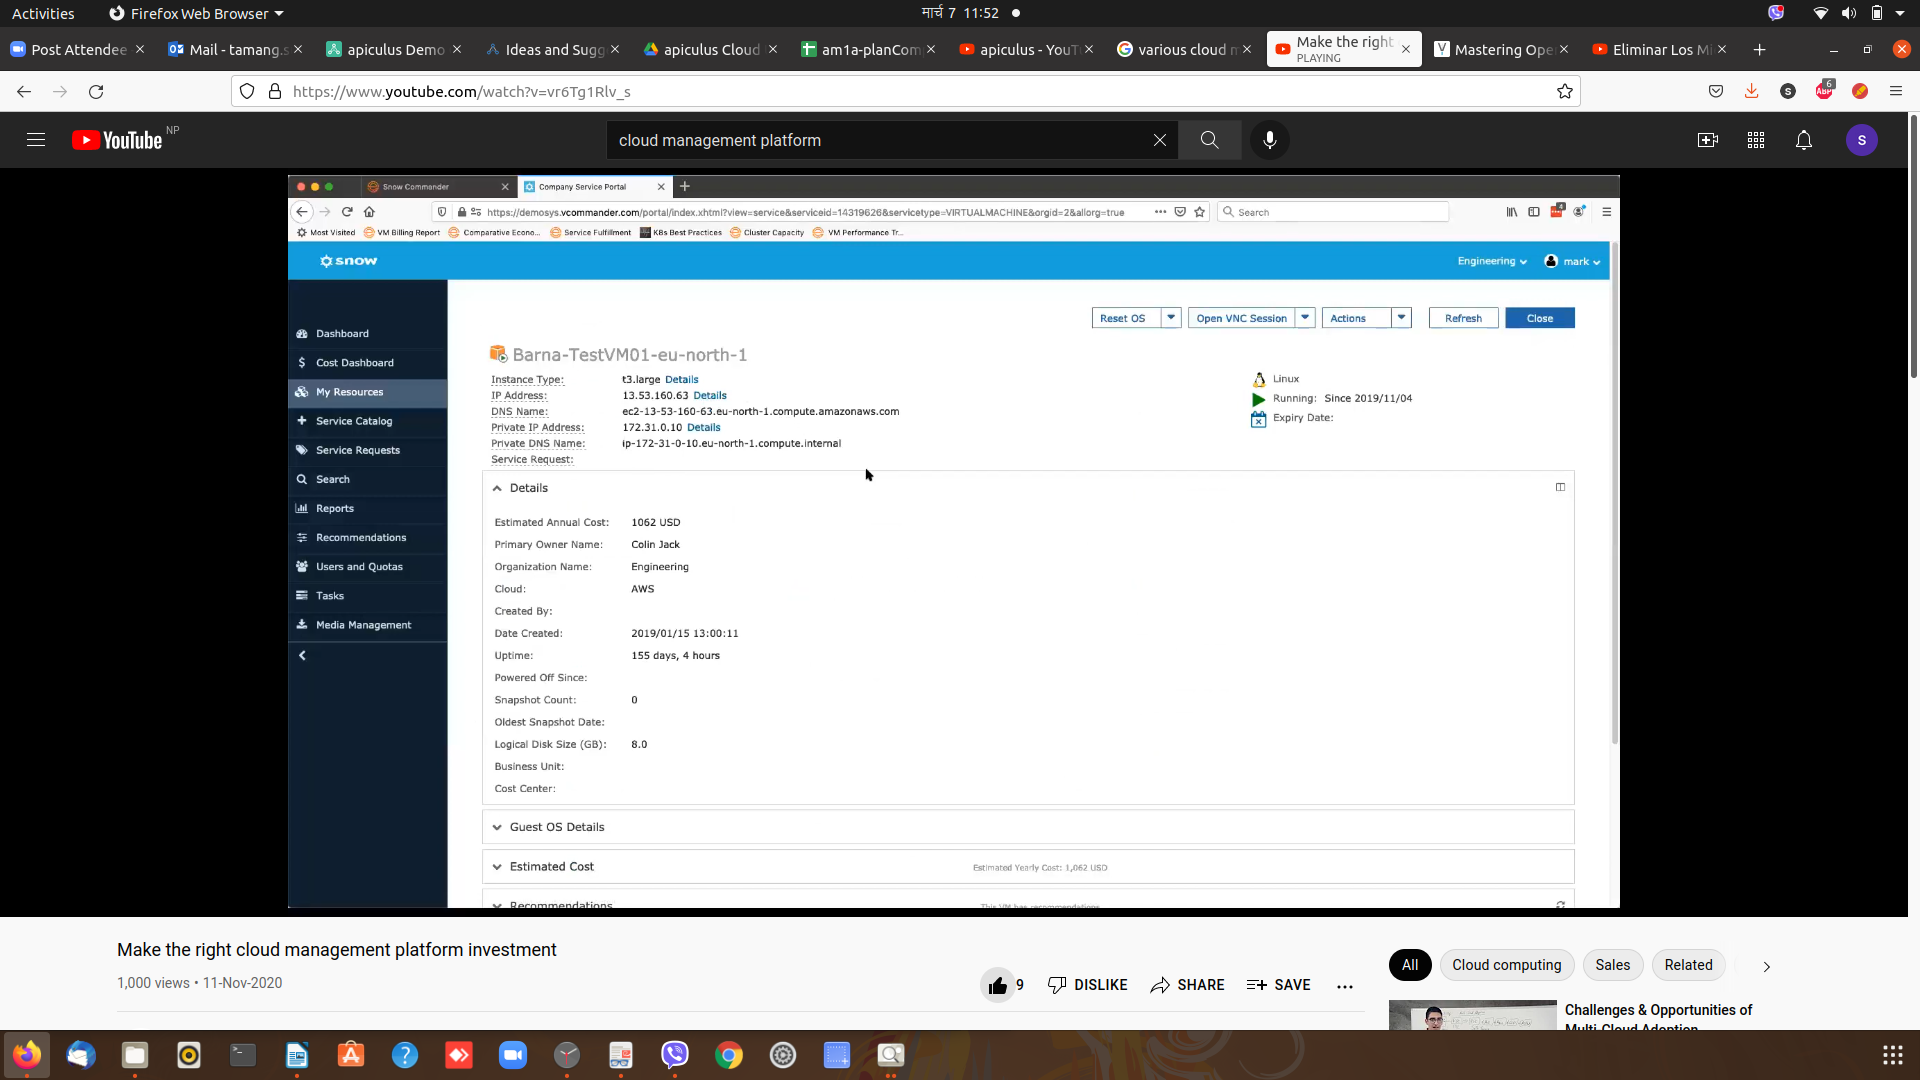 Activities Firefox Web Browser मार्च 7 11:52
Post Attendee Mail - tamang.s apiculus Demo Ideas and Sugg apiculus Cloud am1a-planCom apiculus - YouT various cloud m Make the right Mastering Ope Eliminar Los Mi
PLAYING
https://www.youtube.com/watch?v=vr6Tg1Rlv_s
6
ABP
YouTube NP
cloud management platform
S
Snow Commander Company Service Portal
https://demosys.vcommander.com/portal/index.xhtml?view=service&serviceid=14319626&servicetype=VIRTUALMACHINE&orgid=2&allorg=true
Search
Most Visited VM Billing Report Comparative Econo... Service Fulfillment KBs Best Practices Cluster Capacity VM Performance Tr...
snow
Engineering mark
Reset OS Open VNC Session Actions Refresh Close
Dashboard
Cost Dashboard
My Resources
Service Catalog
Service Requests
Search
Reports
Recommendations
Users and Quotas
Tasks
Media Management
Barna-TestVM01-eu-north-1
Instance Type: t3.large Details
IP Address: 13.53.160.63 Details
DNS Name: ec2-13-53-160-63.eu-north-1.compute.amazonaws.com
Private IP Address: 172.31.0.10 Details
Private DNS Name: ip-172-31-0-10.eu-north-1.compute.internal
Service Request:
Linux
Running: Since 2019/11/04
Expiry Date:
Details
Estimated Annual Cost: 1062 USD
Primary Owner Name: Colin Jack
Organization Name: Engineering
Cloud: AWS
Created By:
Date Created: 2019/01/15 13:00:11
Uptime: 155 days, 4 hours
Powered Off Since:
Snapshot Count: 0
Oldest Snapshot Date:
Logical Disk Size (GB): 8.0
Business Unit:
Cost Center:
Guest OS Details
Estimated Cost Estimated Yearly Cost: 1,062 USD
Recommendations This VM has recommendations
Make the right cloud management platform investment
1,000 views • 11-Nov-2020
9 DISLIKE SHARE SAVE
All Cloud computing Sales Related
Challenges & Opportunities of
Multi-Cloud Adoption